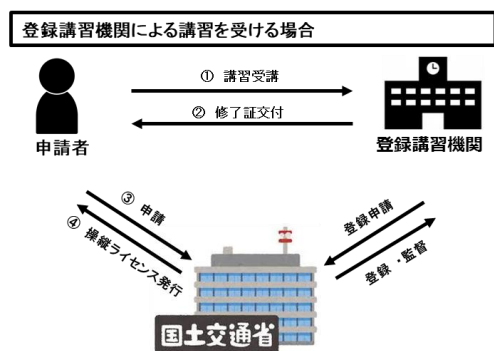 登録講習機関による講習を受ける場合
① 講習受講
② 修了証交付
申請者
登録講習機関
③ 申請
④ 操縦ライセンス発行
登録申請
登録・監督
国土交通省